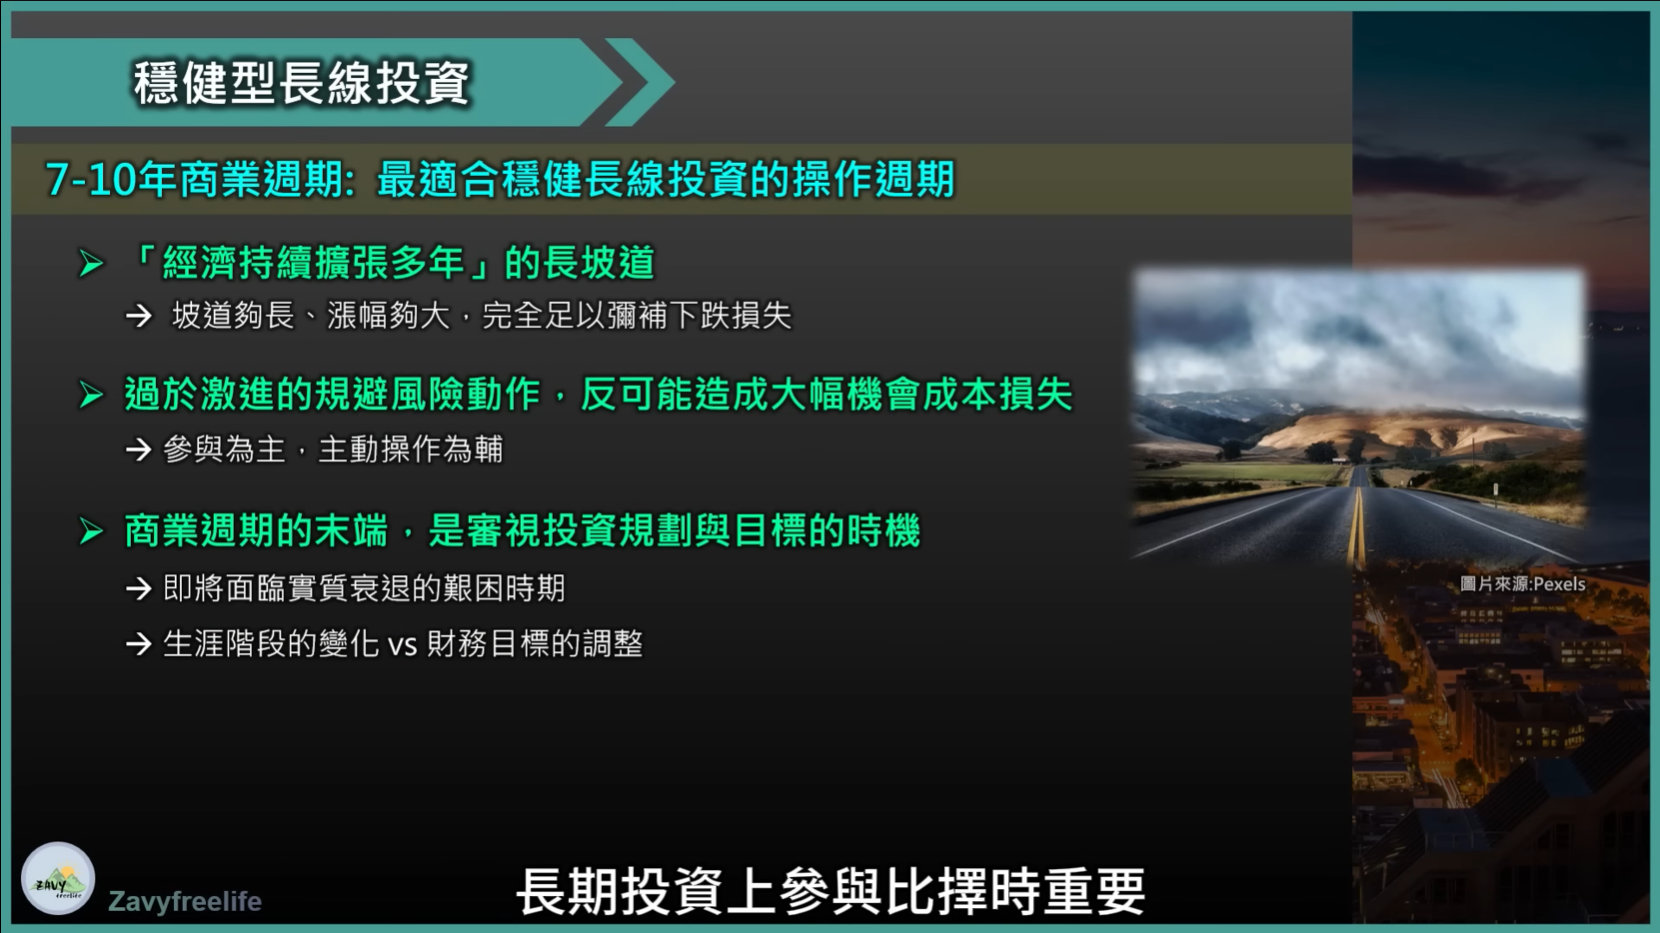 穩健型長線投資
7-10年商業週期: 最適合穩健長線投資的操作週期
➢ 「經濟持續擴張多年」的長坡道
→ 坡道夠長、漲幅夠大，完全足以彌補下跌損失
➢ 過於激進的規避風險動作，反可能造成大幅機會成本損失
→ 參與為主，主動操作為輔
➢ 商業週期的末端，是審視投資規劃與目標的時機
→ 即將面臨實質衰退的艱困時期
→ 生涯階段的變化 vs 財務目標的調整
圖片來源:Pexels
ZAVY
freelife
Zavyfreelife
長期投資上參與比擇時重要